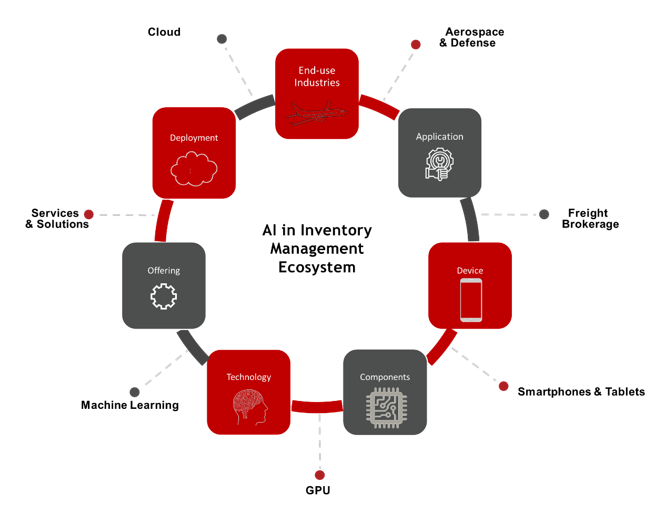 Cloud
Aerospace
& Defense
End-use
Industries
Deployment
Application
Services
& Solutions
Freight
Brokerage
AI in Inventory
Management
Ecosystem
Offering
Device
Technology
Components
Machine Learning
Smartphones & Tablets
GPU